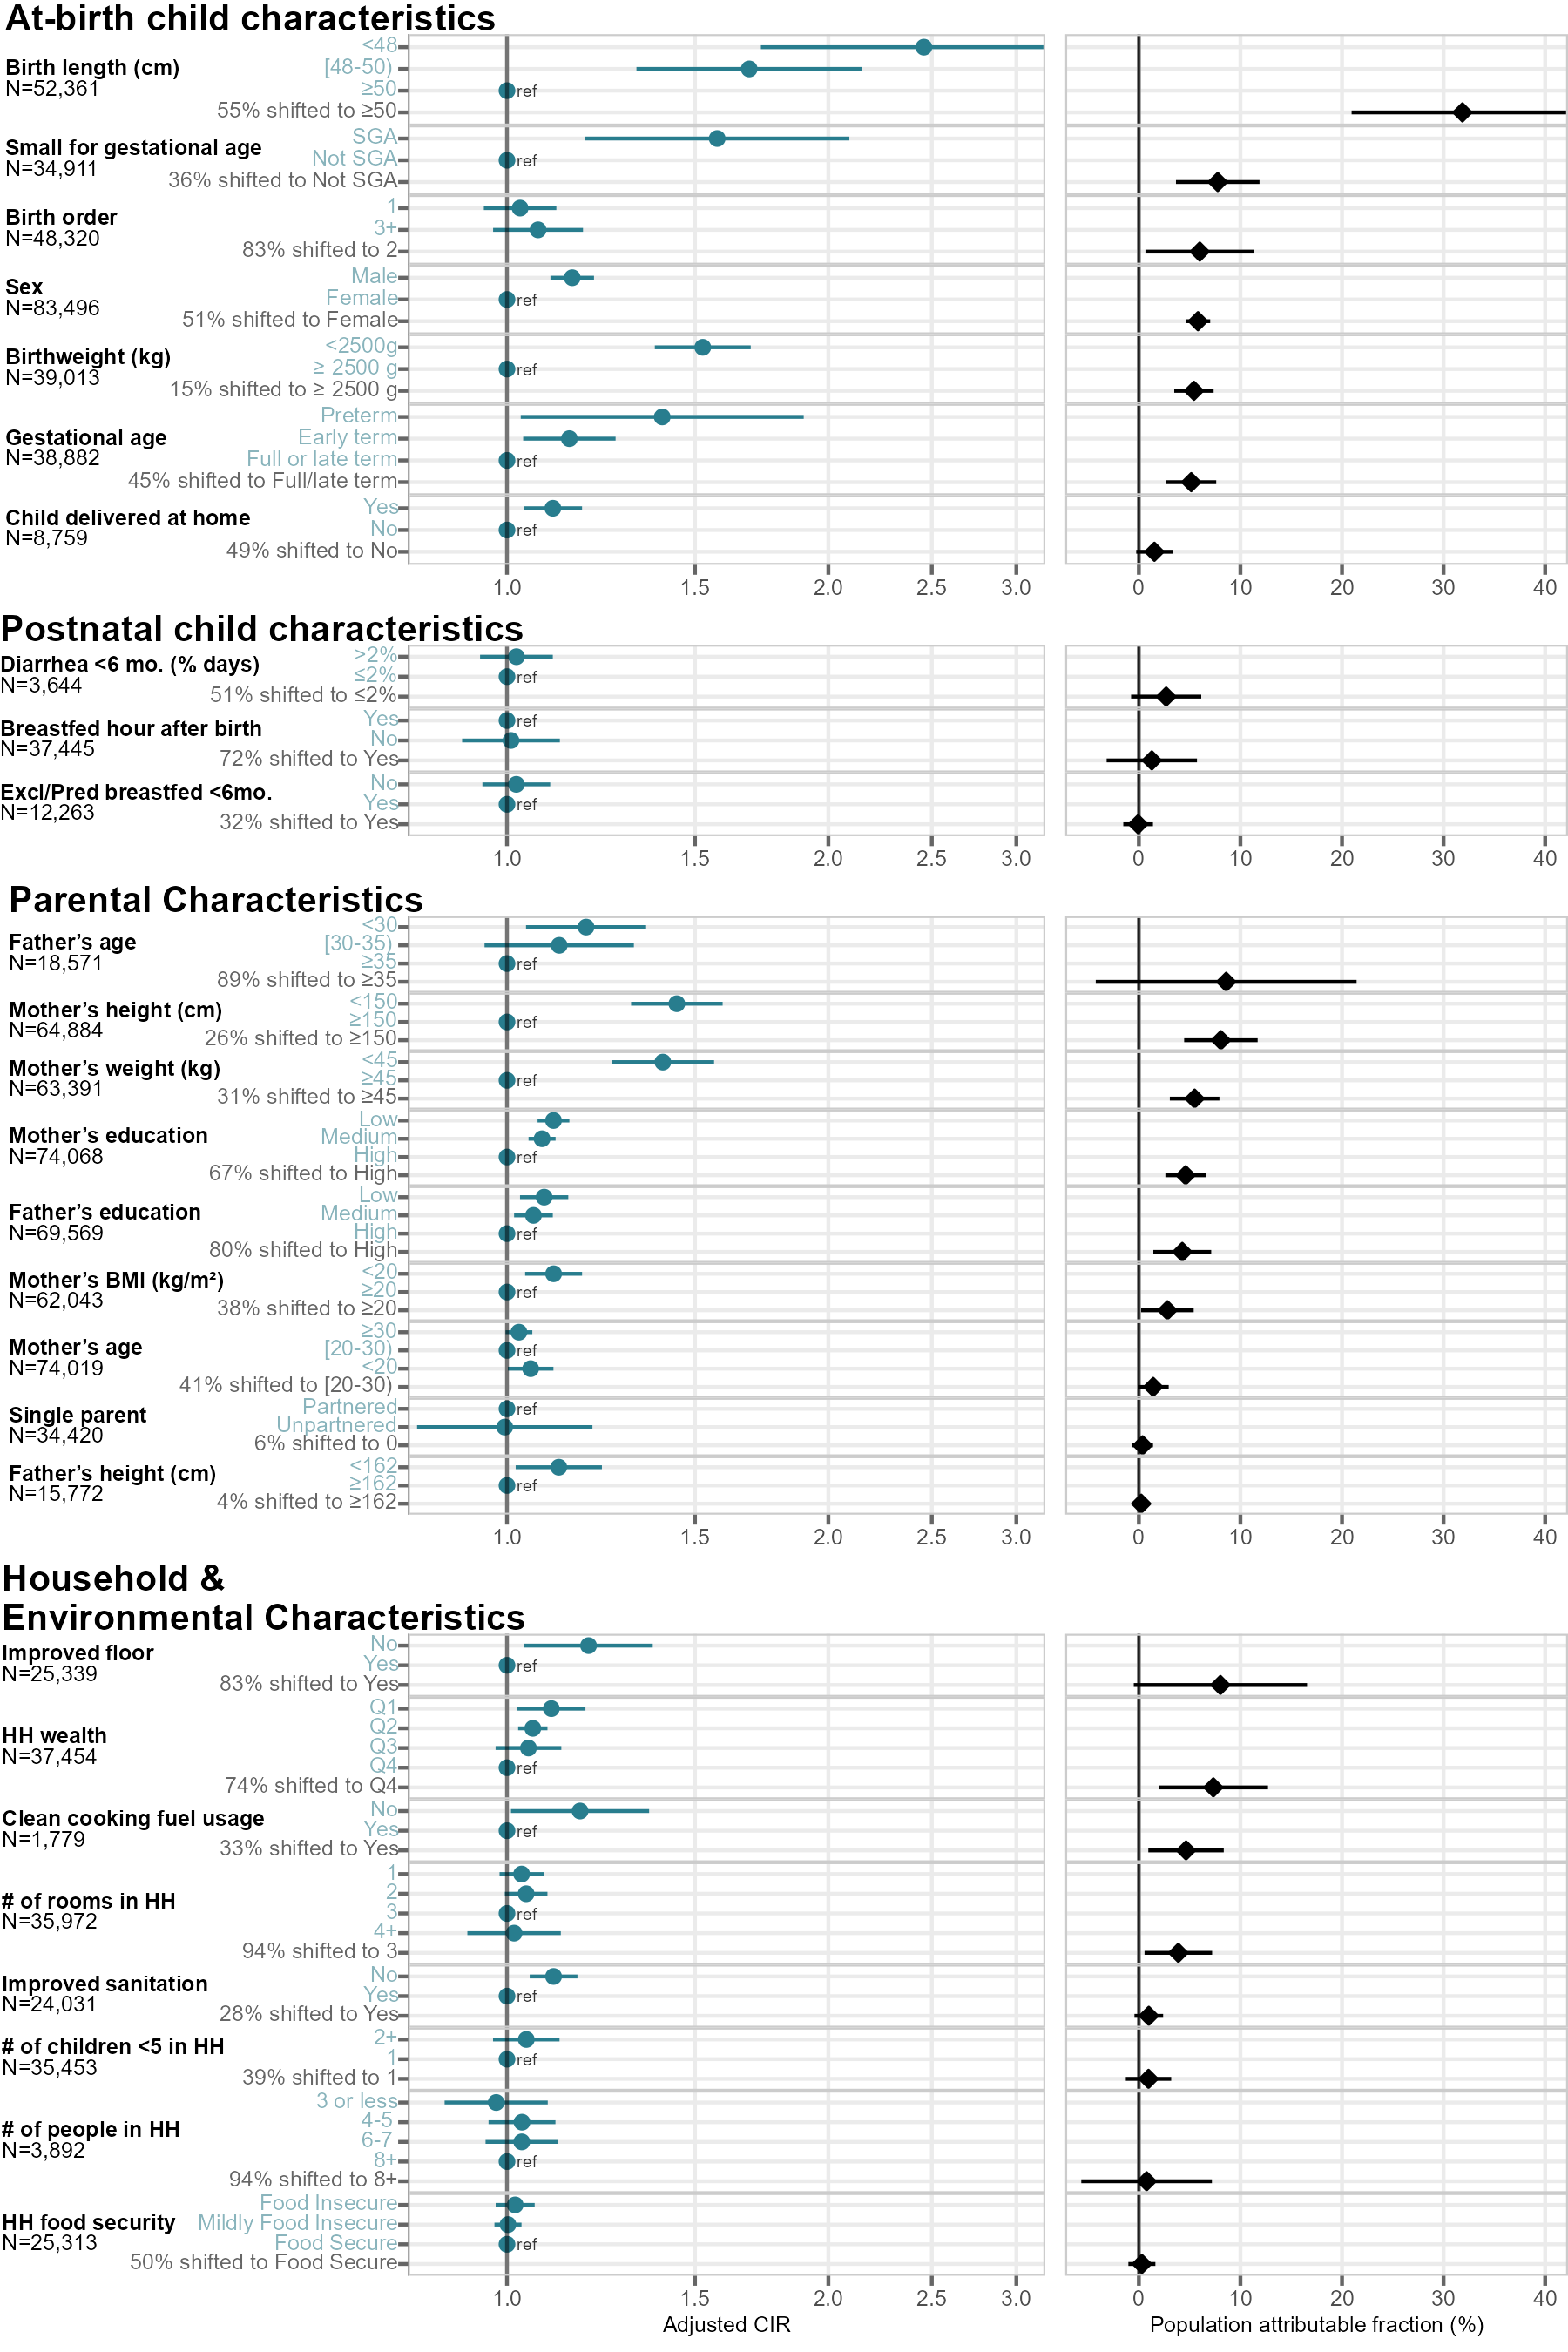 At-birth child characteristics
Birth length (cm)
N=52,361
<48
[48-50)
≥50
55% shifted to ≥50
ref
Small for gestational age
N=34,911
SGA
Not SGA
36% shifted to Not SGA
ref
Birth order
N=48,320
1
3+
83% shifted to 2
Sex
N=83,496
Male
Female
51% shifted to Female
ref
Birthweight (kg)
N=39,013
<2500g
≥ 2500 g
15% shifted to ≥ 2500 g
ref
Gestational age
N=38,882
Preterm
Early term
Full or late term
45% shifted to Full/late term
ref
Child delivered at home
N=8,759
Yes
No
49% shifted to No
ref
1.0 1.5 2.0 2.5 3.0
0 10 20 30 40
Postnatal child characteristics
Diarrhea <6 mo. (% days)
N=3,644
>2%
≤2%
51% shifted to ≤2%
ref
Breastfed hour after birth
N=37,445
Yes
No
72% shifted to Yes
ref
Excl/Pred breastfed <6mo.
N=12,263
No
Yes
32% shifted to Yes
ref
1.0 1.5 2.0 2.5 3.0
0 10 20 30 40
Parental Characteristics
Father’s age
N=18,571
<30
[30-35)
≥35
89% shifted to ≥35
ref
Mother’s height (cm)
N=64,884
<150
≥150
26% shifted to ≥150
ref
Mother’s weight (kg)
N=63,391
<45
≥45
31% shifted to ≥45
ref
Mother’s education
N=74,068
Low
Medium
High
67% shifted to High
ref
Father’s education
N=69,569
Low
Medium
High
80% shifted to High
ref
Mother’s BMI (kg/m²)
N=62,043
<20
≥20
38% shifted to ≥20
ref
Mother’s age
N=74,019
≥30
[20-30)
<20
41% shifted to [20-30)
ref
Single parent
N=34,420
Partnered
Unpartnered
6% shifted to 0
ref
Father’s height (cm)
N=15,772
<162
≥162
4% shifted to ≥162
ref
1.0 1.5 2.0 2.5 3.0
0 10 20 30 40
Household &
Environmental Characteristics
Improved floor
N=25,339
No
Yes
83% shifted to Yes
ref
HH wealth
N=37,454
Q1
Q2
Q3
Q4
74% shifted to Q4
ref
Clean cooking fuel usage
N=1,779
No
Yes
33% shifted to Yes
ref
# of rooms in HH
N=35,972
1
2
3
4+
94% shifted to 3
ref
Improved sanitation
N=24,031
No
Yes
28% shifted to Yes
ref
# of children <5 in HH
N=35,453
2+
1
39% shifted to 1
ref
# of people in HH
N=3,892
3 or less
4-5
6-7
8+
94% shifted to 8+
ref
HH food security
N=25,313
Food Insecure
Mildly Food Insecure
Food Secure
50% shifted to Food Secure
ref
1.0 1.5 2.0 2.5 3.0
0 10 20 30 40
Adjusted CIR
Population attributable fraction (%)